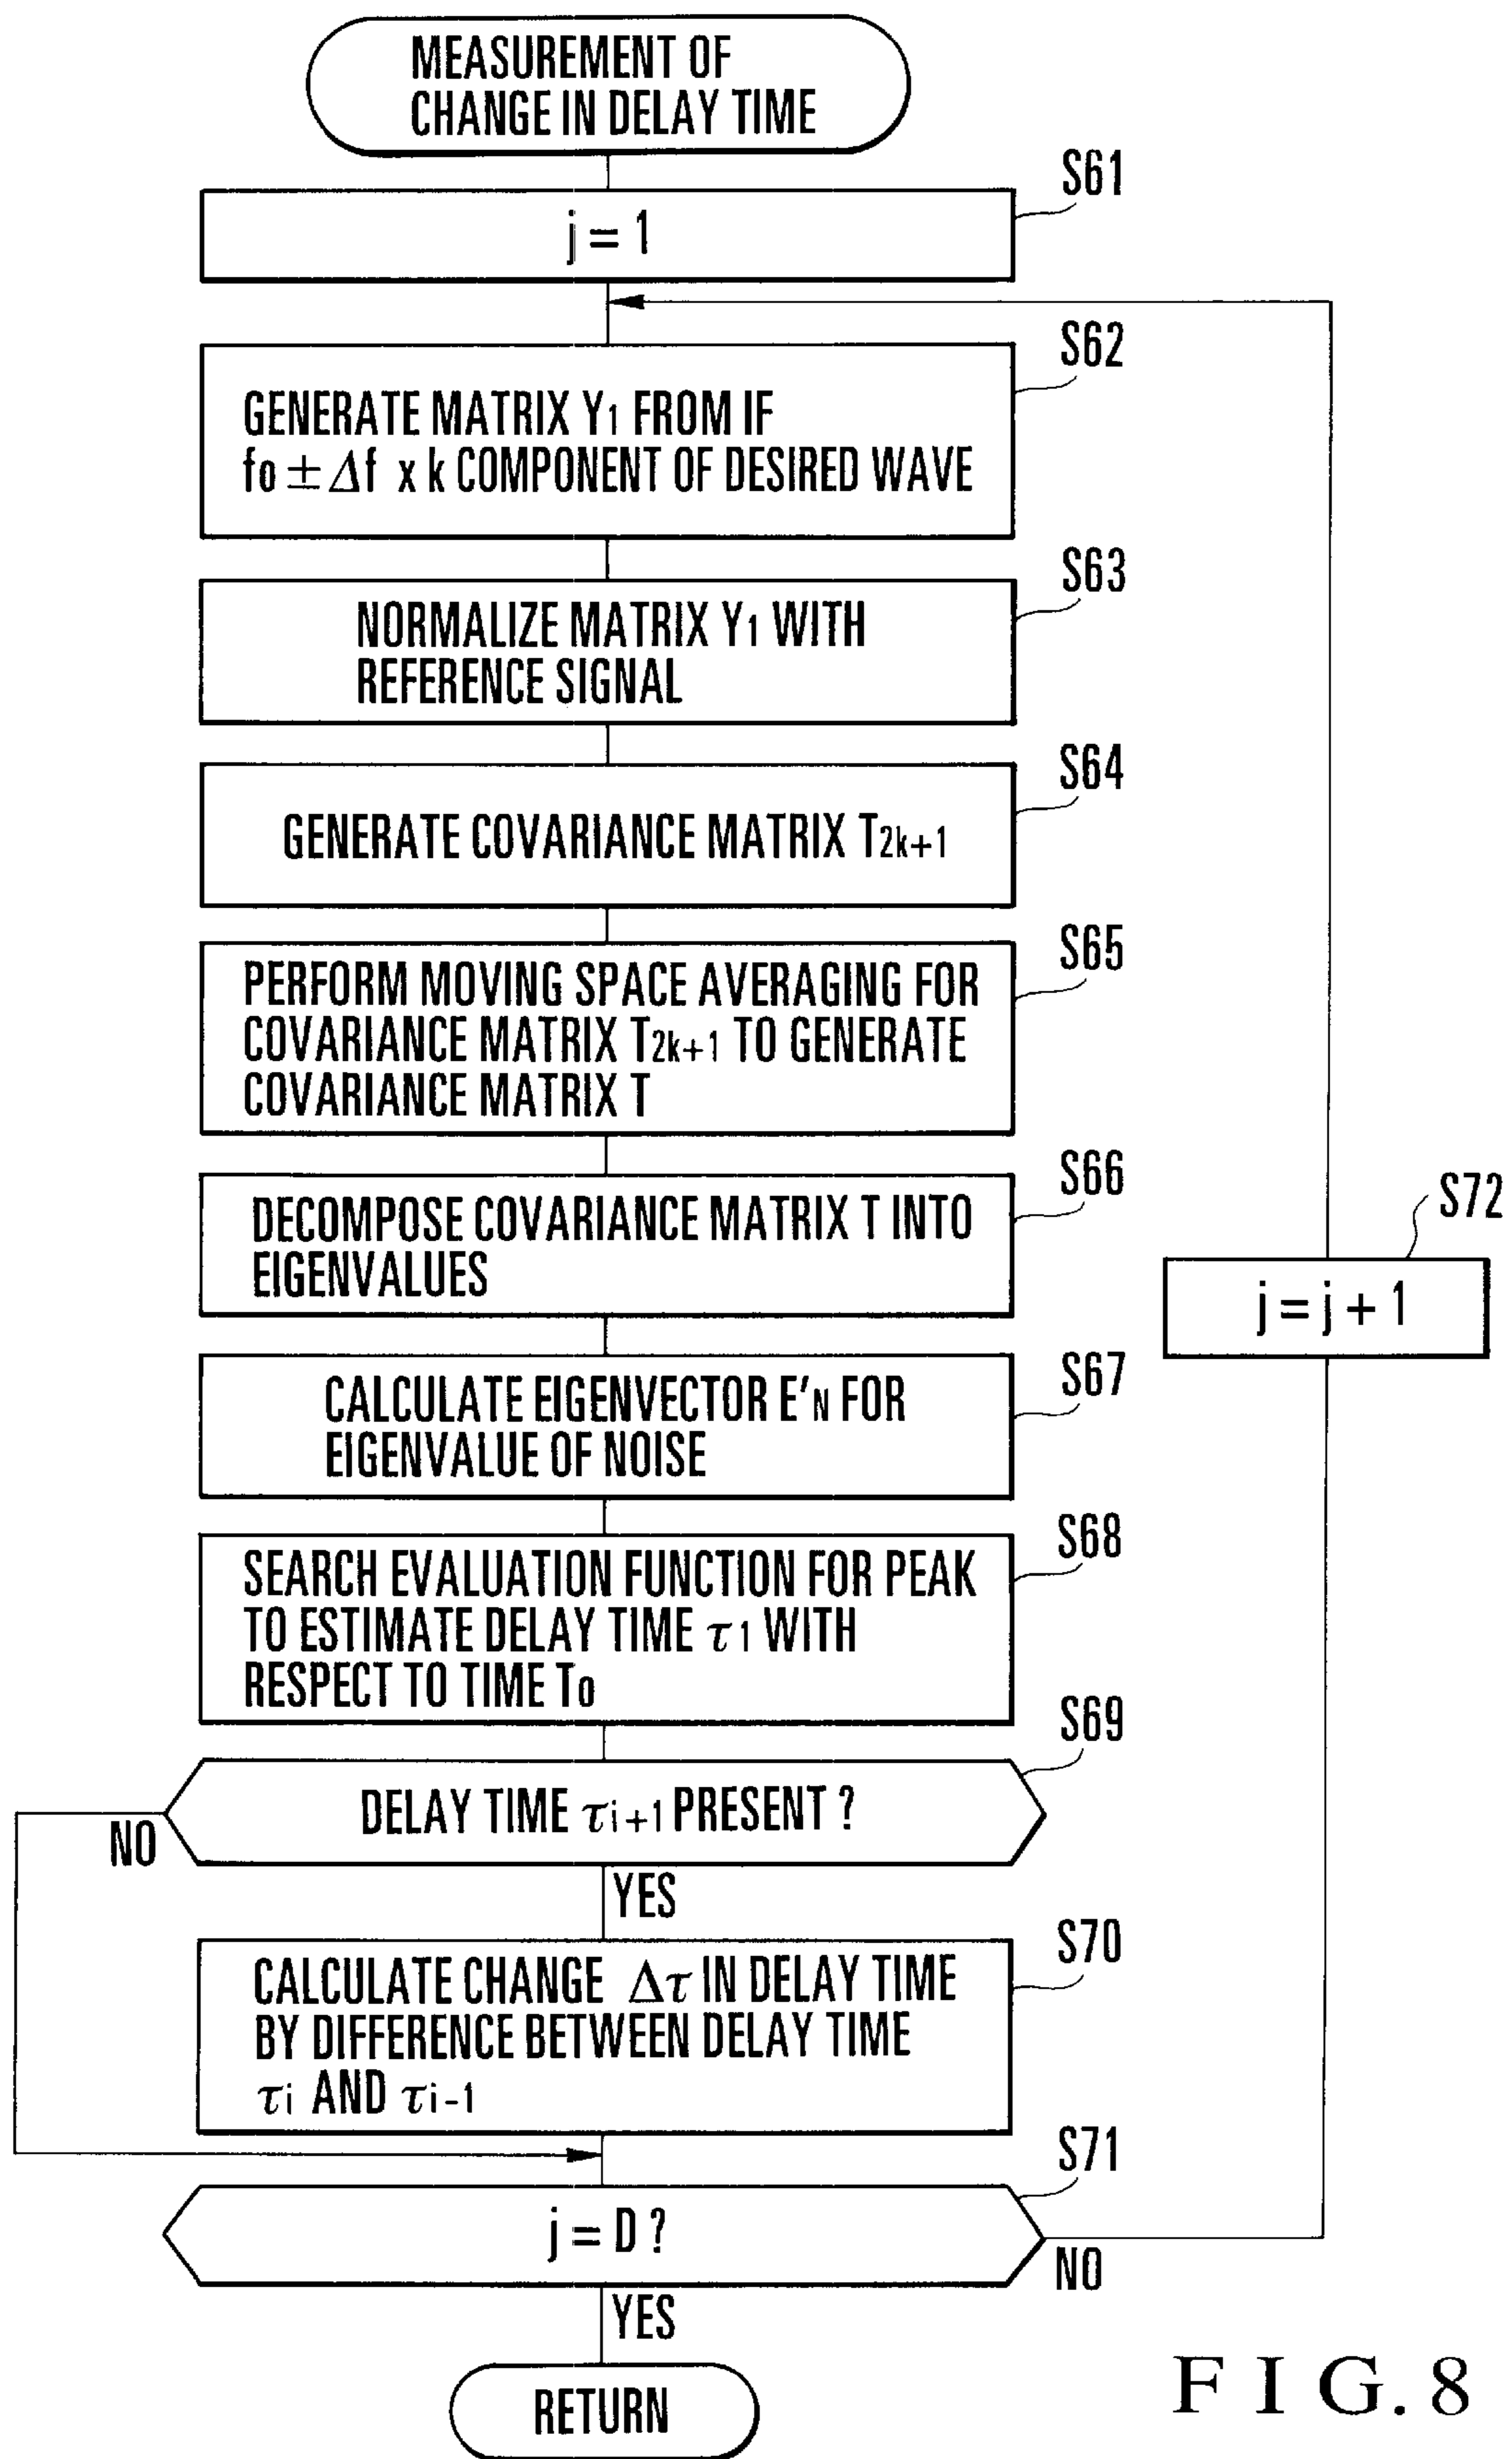 MEASUREMENT OF
CHANGE IN DELAY TIME
S61
j = 1
S62
GENERATE MATRIX Y1 FROM IF
fo ± Δf x k COMPONENT OF DESIRED WAVE
S63
NORMALIZE MATRIX Y1 WITH
REFERENCE SIGNAL
S64
GENERATE COVARIANCE MATRIX T2k+1
S65
PERFORM MOVING SPACE AVERAGING FOR
COVARIANCE MATRIX T2k+1 TO GENERATE
COVARIANCE MATRIX T
S66
DECOMPOSE COVARIANCE MATRIX T INTO
EIGENVALUES
S72
j = j + 1
S67
CALCULATE EIGENVECTOR E'N FOR
EIGENVALUE OF NOISE
S68
SEARCH EVALUATION FUNCTION FOR PEAK
TO ESTIMATE DELAY TIME τ1 WITH
RESPECT TO TIME T0
S69
DELAY TIME τi+1 PRESENT ?
NO
YES
S70
CALCULATE CHANGE Δτ IN DELAY TIME
BY DIFFERENCE BETWEEN DELAY TIME
τi AND τi-1
S71
j = D ?
NO
YES
RETURN
FIG. 8